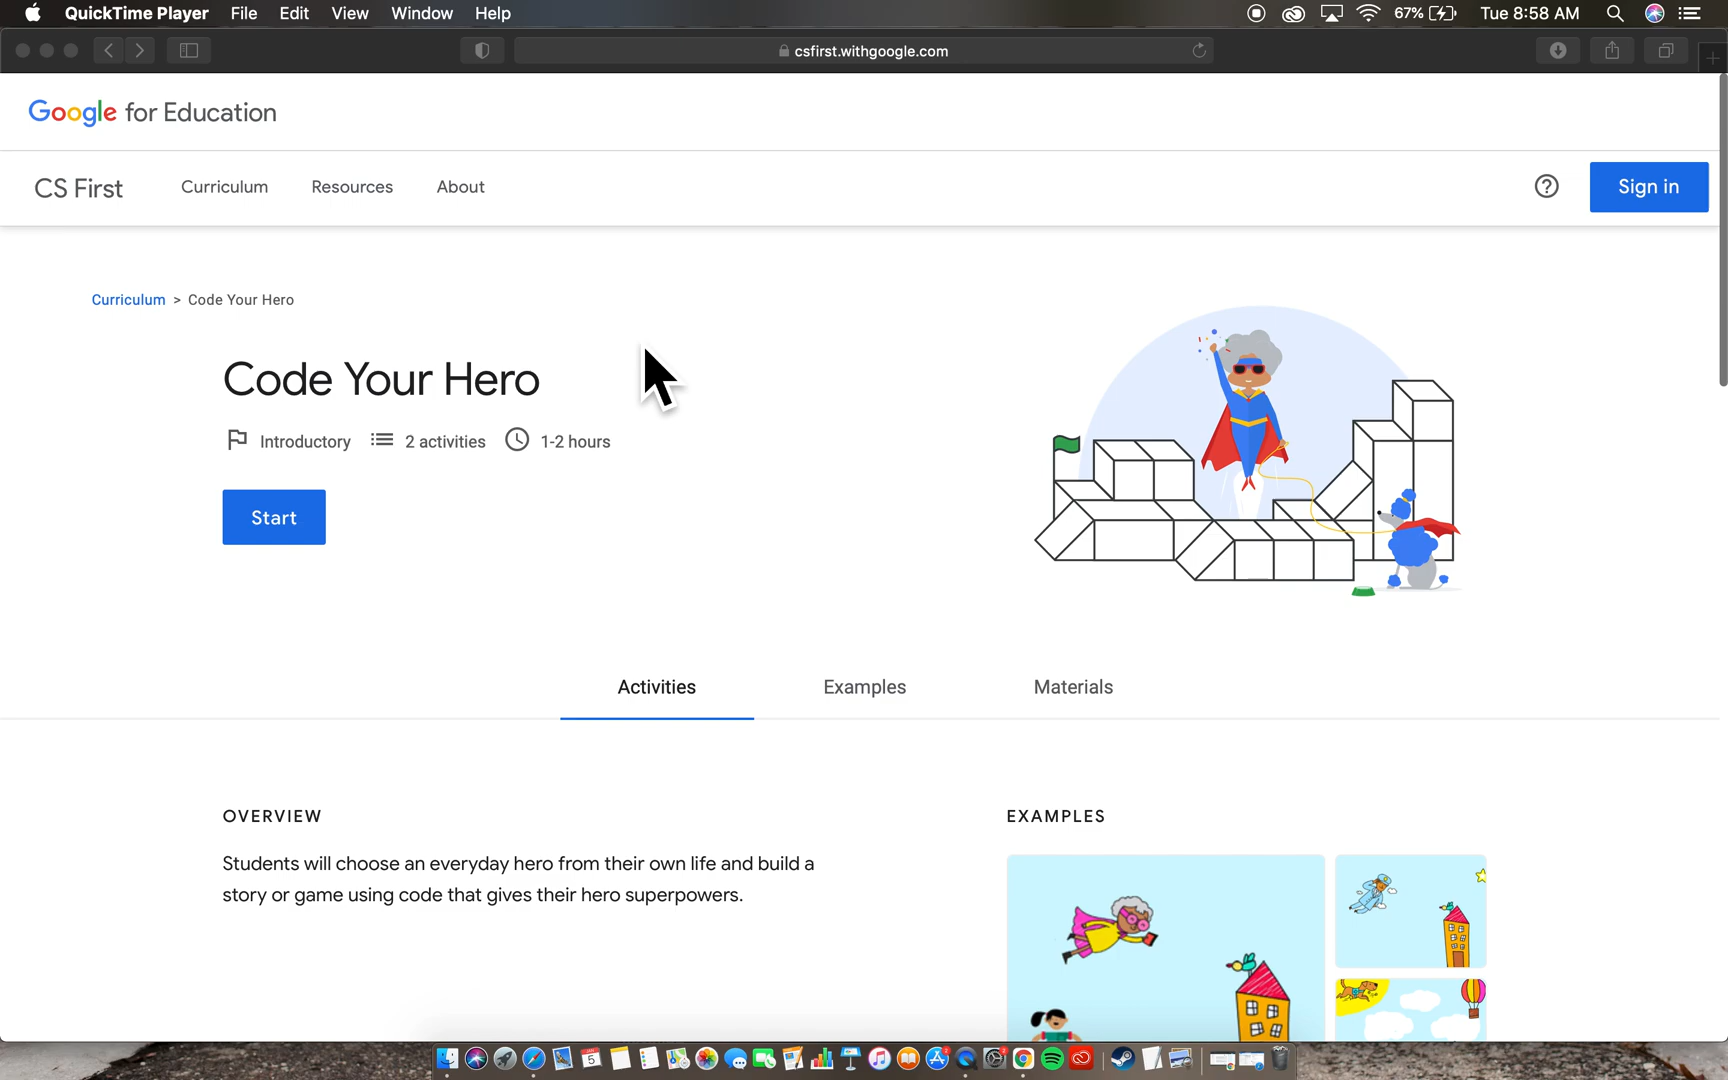 QuickTime Player File Edit View Window Help 67% Tue 8:58 AM
csfirst.withgoogle.com
Google for Education
CS First Curriculum Resources About Sign in
Curriculum > Code Your Hero
Code Your Hero
Introductory 2 activities 1-2 hours
Start
Activities Examples Materials
OVERVIEW
Students will choose an everyday hero from their own life and build a
story or game using code that gives their hero superpowers.
EXAMPLES
5